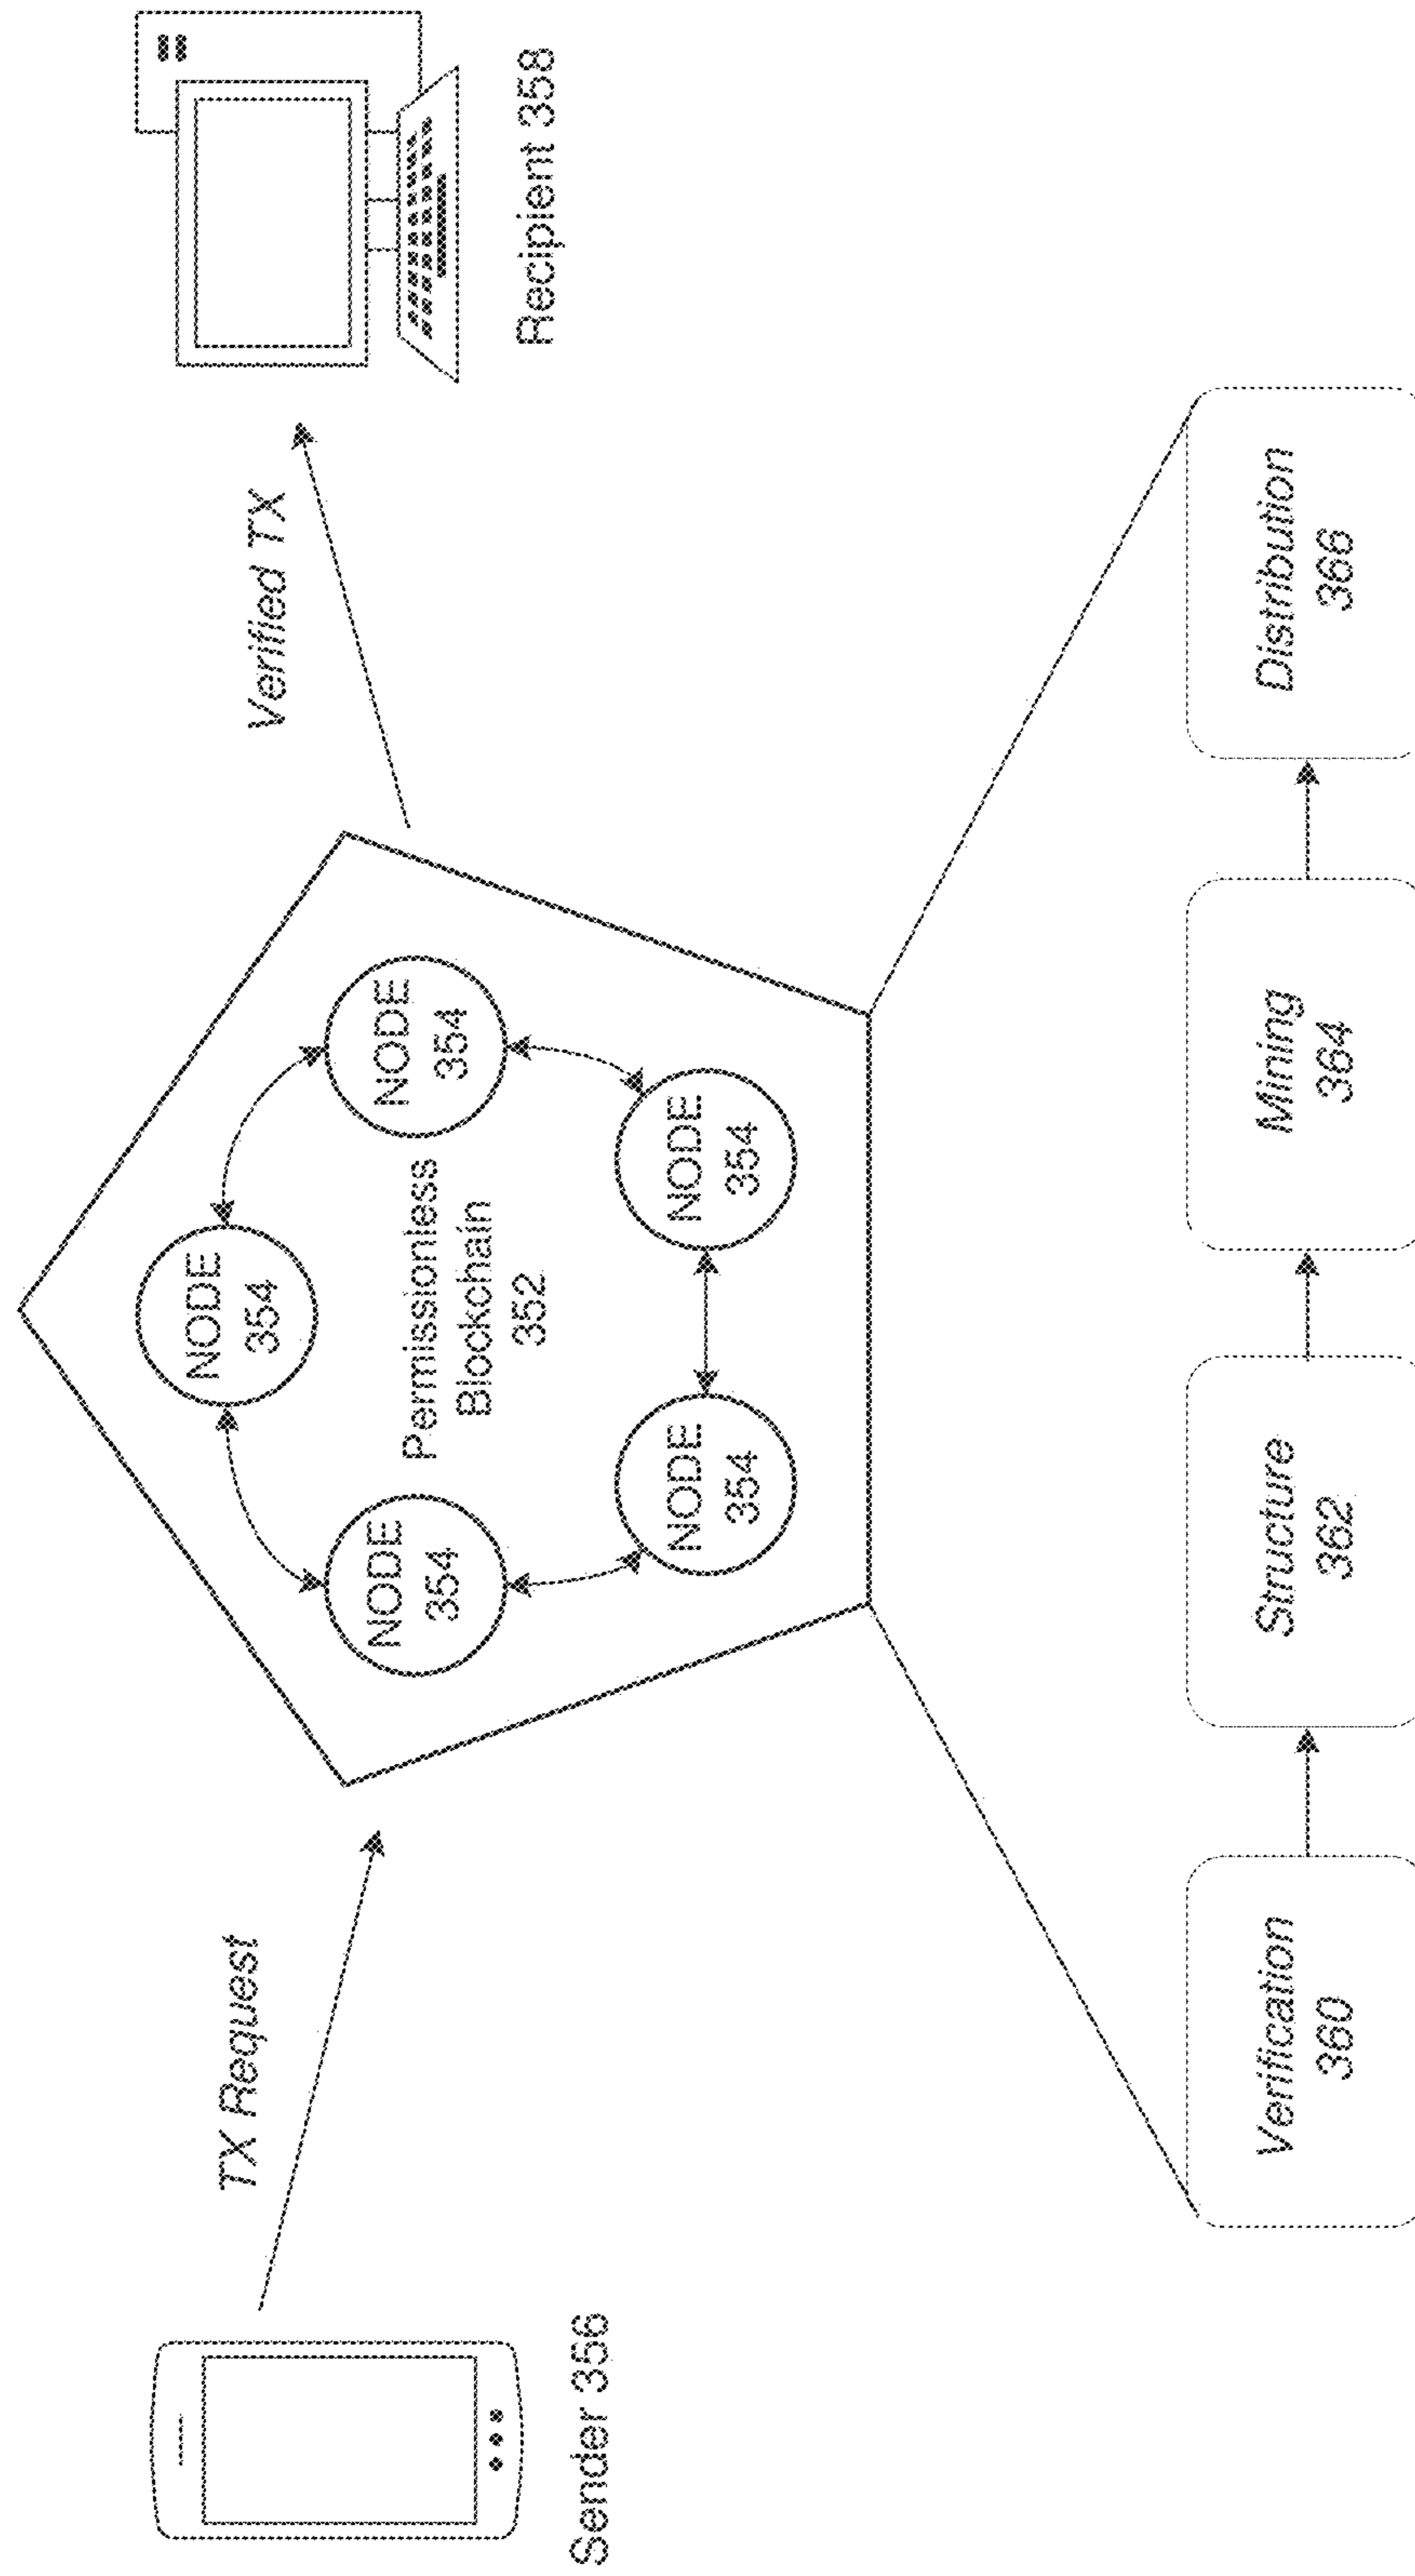 TX Request
Verified TX
Sender 356
Recipient 358
NODE
354
NODE
354
NODE
354
Permissionless
Blockchain
352
NODE
354
NODE
354
Verification
360
Structure
362
Mining
364
Distribution
366